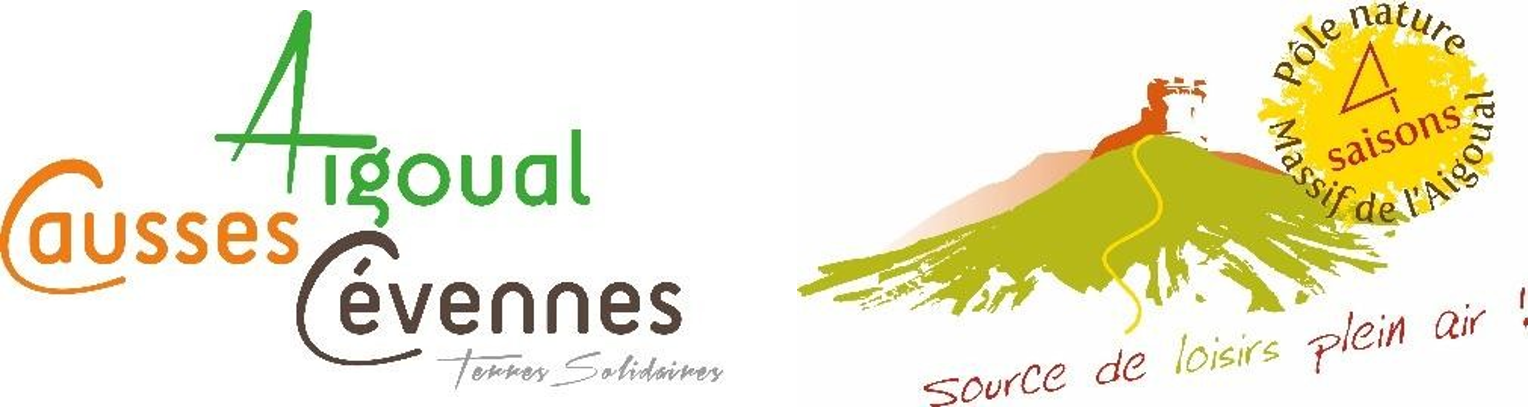 Aigoual
Causses
Cévennes
Terres Solidaires
Pôle nature
4
saisons
Massif de l'Aigoual
source de loisirs plein air !